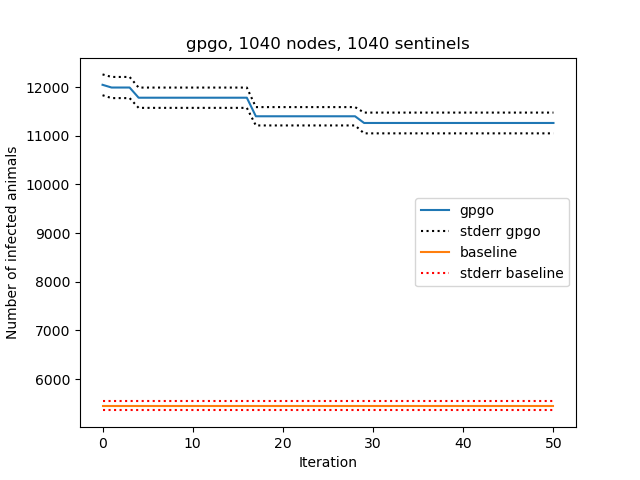 gpgo, 1040 nodes, 1040 sentinels
12000
11000
10000
9000
8000
7000
6000
Number of infected animals
gpgo
stderr gpgo
baseline
stderr baseline
0 10 20 30 40 50
Iteration